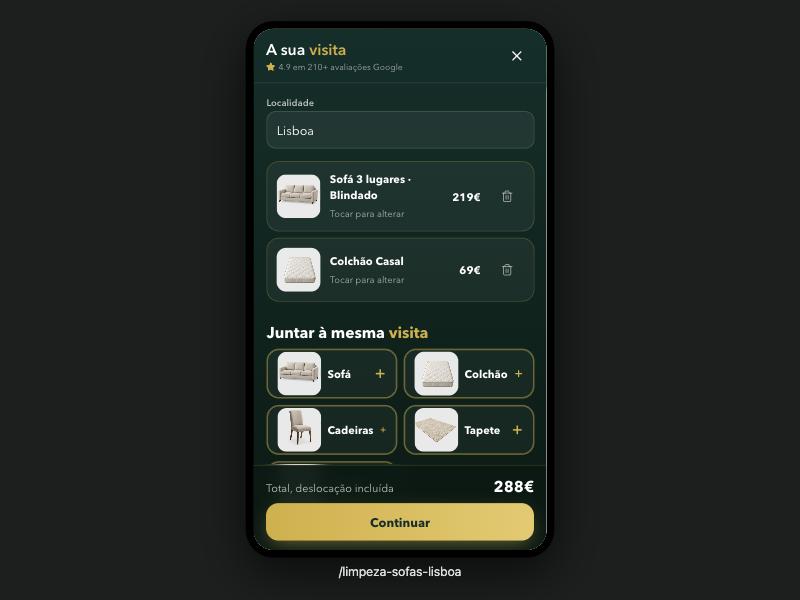 A sua visita
4.9 em 210+ avaliações Google
Localidade
Lisboa
Sofá 3 lugares ·
Blindado
219€
Tocar para alterar
Colchão Casal
69€
Tocar para alterar
Juntar à mesma visita
Sofá +
Colchão +
Cadeiras +
Tapete +
Total, deslocação incluída
288€
Continuar
/limpeza-sofas-lisboa